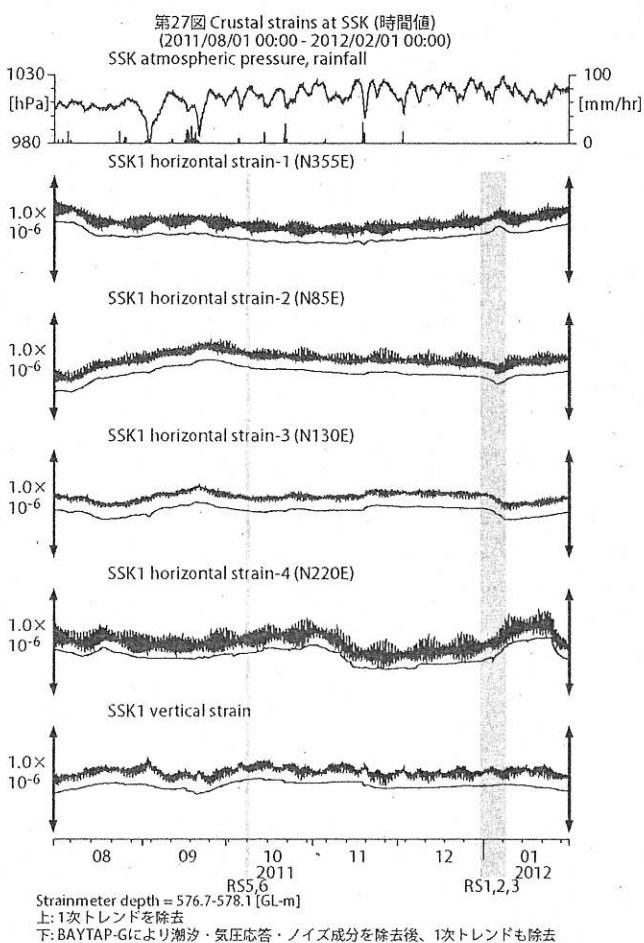 第27図 Crustal strains at SSK (時間値)
(2011/08/01 00:00 - 2012/02/01 00:00)
SSK atmospheric pressure, rainfall
1030
[hPa]
980
100
[mm/hr]
0
SSK1 horizontal strain-1 (N355E)
1.0×
10-6
SSK1 horizontal strain-2 (N85E)
1.0×
10-6
SSK1 horizontal strain-3 (N130E)
1.0×
10-6
SSK1 horizontal strain-4 (N220E)
1.0×
10-6
SSK1 vertical strain
1.0×
10-6
08 09 10 11 12 01
2011 2012
RS5,6 RS1,2,3
Strainmeter depth = 576.7-578.1 [GL-m]
上: 1次トレンドを除去
下: BAYTAP-Gにより潮汐・気圧応答・ノイズ成分を除去後、1次トレンドも除去